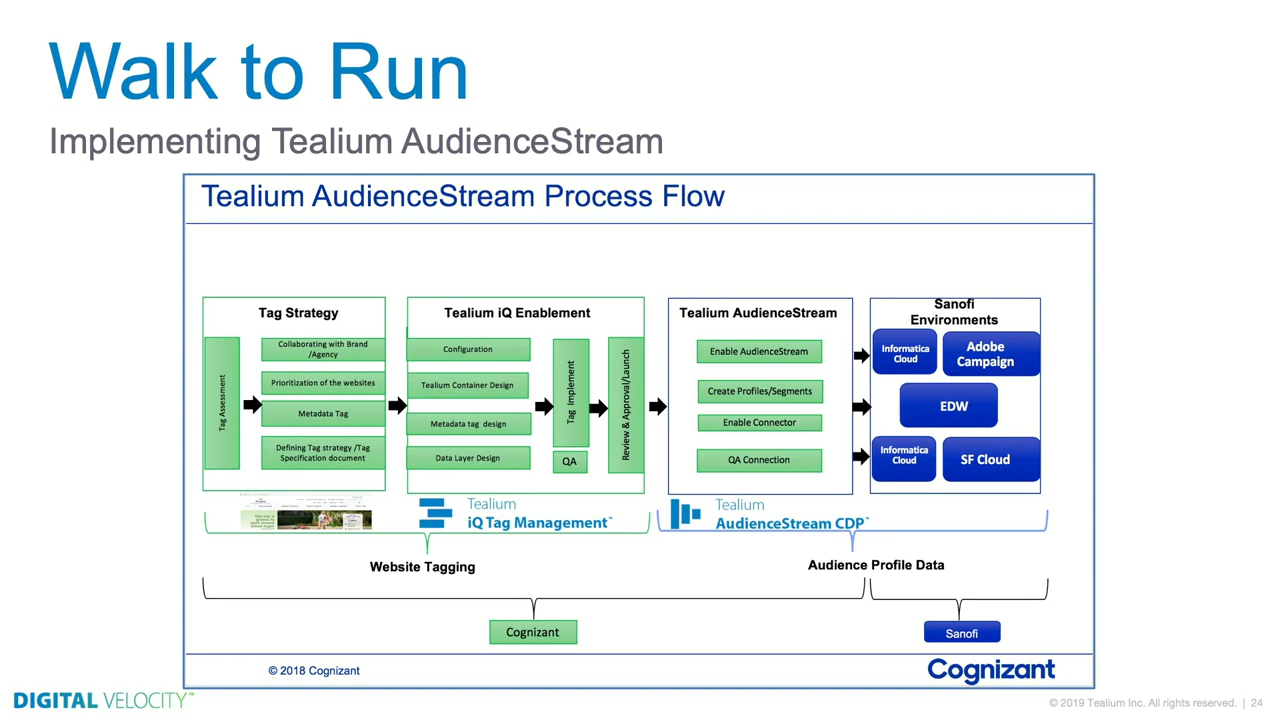 Walk to Run
Implementing Tealium AudienceStream
Tealium AudienceStream Process Flow
Tag Strategy
Tag Assessment
Collaborating with Brand
/Agency
Prioritization of the websites
Metadata Tag
Defining Tag strategy /Tag
Specification document
Tealium iQ Enablement
Configuration
Tealium Container Design
Metadata tag design
Data Layer Design
Tag Implement
QA
Review & Approval/Launch
Tealium AudienceStream
Enable AudienceStream
Create Profiles/Segments
Enable Connector
QA Connection
Sanofi
Environments
Informatica
Cloud
Adobe
Campaign
EDW
Informatica
Cloud
SF Cloud
Tealium
iQ Tag Management™
Tealium
AudienceStream CDP™
Website Tagging
Audience Profile Data
Cognizant
Sanofi
© 2018 Cognizant
Cognizant
DIGITAL VELOCITY™
© 2019 Tealium Inc. All rights reserved. | 24